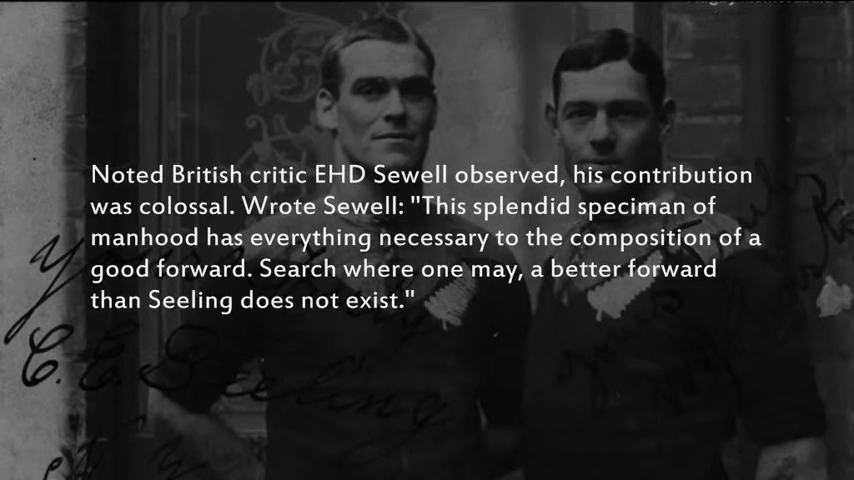 Noted British critic EHD Sewell observed, his contribution
was colossal. Wrote Sewell: "This splendid speciman of
manhood has everything necessary to the composition of a
good forward. Search where one may, a better forward
than Seeling does not exist."
C. E. Seeling